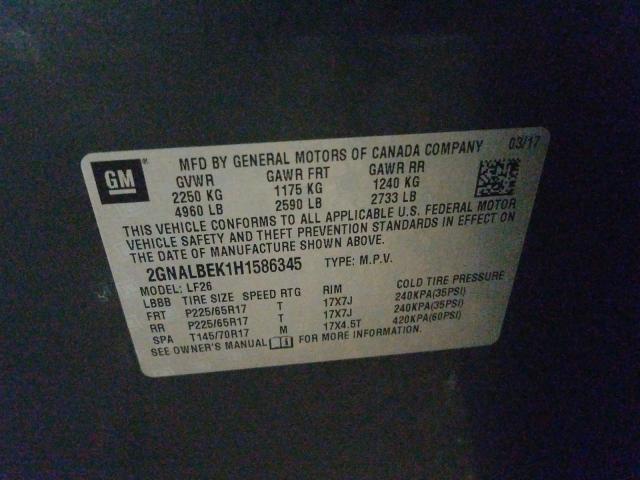 GM
MFD BY GENERAL MOTORS OF CANADA COMPANY 03/17
GVWR GAWR FRT GAWR RR
2250 KG 1175 KG 1240 KG
4960 LB 2590 LB 2733 LB
THIS VEHICLE CONFORMS TO ALL APPLICABLE U.S. FEDERAL MOTOR
VEHICLE SAFETY AND THEFT PREVENTION STANDARDS IN EFFECT ON
THE DATE OF MANUFACTURE SHOWN ABOVE.
2GNALBEK1H1586345 TYPE: M.P.V.
MODEL: LF26
LBBB TIRE SIZE SPEED RTG RIM COLD TIRE PRESSURE
FRT P225/65R17 T 17X7J 240KPA(35PSI)
RR P225/65R17 T 17X7J 240KPA(35PSI)
SPA T145/70R17 M 17X4.5T 420KPA(60PSI)
SEE OWNER'S MANUAL FOR MORE INFORMATION.